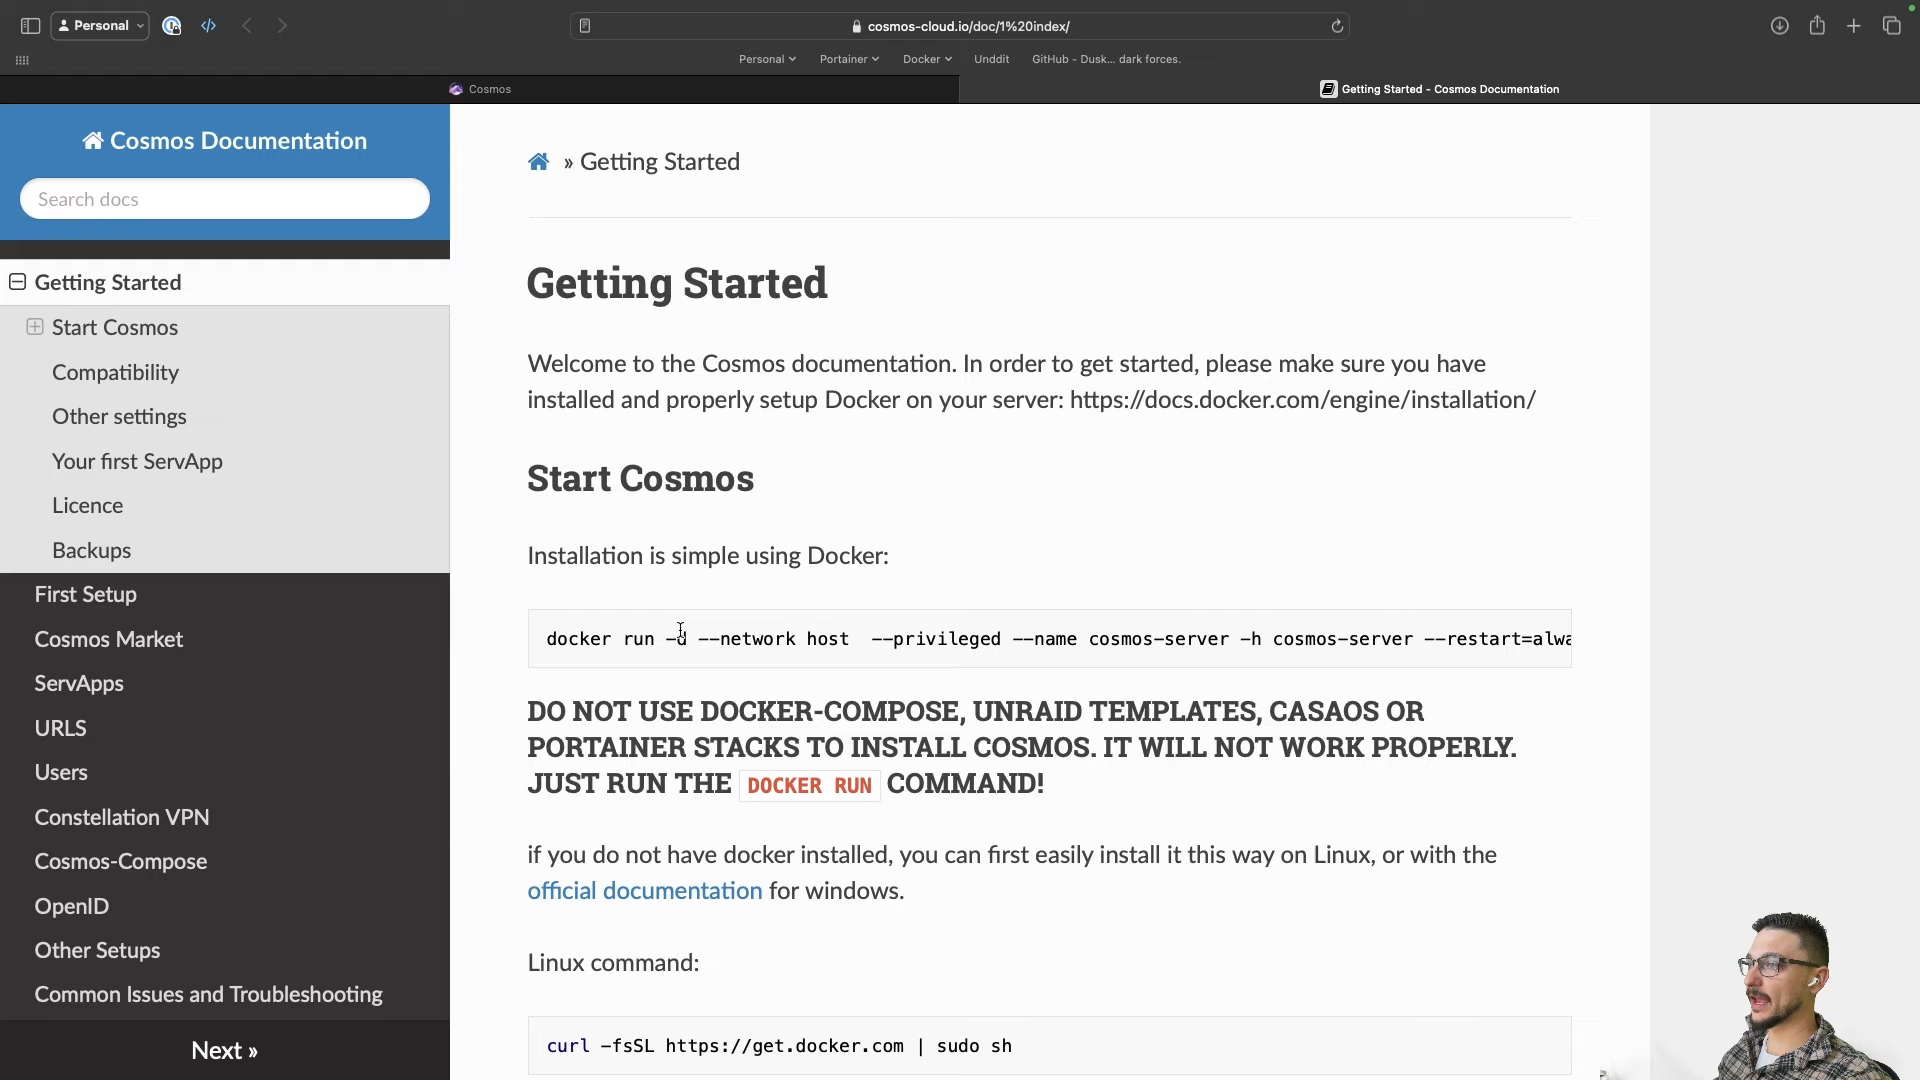 Personal
cosmos-cloud.io/doc/1%20index/
Personal
Portainer
Docker
Unddit
GitHub - Dusk... dark forces.
Cosmos
Getting Started - Cosmos Documentation
Cosmos Documentation
Search docs
Getting Started
Start Cosmos
Compatibility
Other settings
Your first ServApp
Licence
Backups
First Setup
Cosmos Market
ServApps
URLS
Users
Constellation VPN
Cosmos-Compose
OpenID
Other Setups
Common Issues and Troubleshooting
Next »
» Getting Started
Getting Started
Welcome to the Cosmos documentation. In order to get started, please make sure you have
installed and properly setup Docker on your server: https://docs.docker.com/engine/installation/
Start Cosmos
Installation is simple using Docker:
docker run -d --network host  --privileged --name cosmos-server -h cosmos-server --restart=alwa
DO NOT USE DOCKER-COMPOSE, UNRAID TEMPLATES, CASAOS OR
PORTAINER STACKS TO INSTALL COSMOS. IT WILL NOT WORK PROPERLY.
JUST RUN THE DOCKER RUN COMMAND!
if you do not have docker installed, you can first easily install it this way on Linux, or with the
official documentation for windows.
Linux command:
curl -fsSL https://get.docker.com | sudo sh